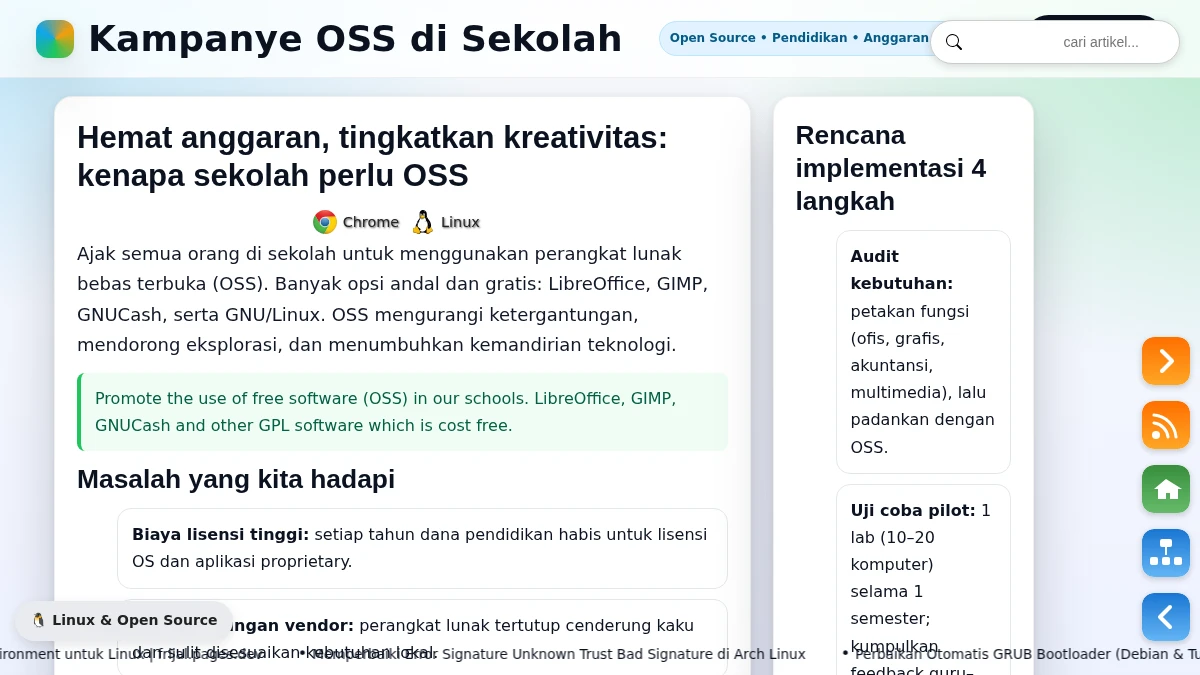 Kampanye OSS di Sekolah
Open Source • Pendidikan • Anggaran
cari artikel...
Hemat anggaran, tingkatkan kreativitas:
kenapa sekolah perlu OSS
Chrome Linux
Ajak semua orang di sekolah untuk menggunakan perangkat lunak
bebas terbuka (OSS). Banyak opsi andal dan gratis: LibreOffice, GIMP,
GNUCash, serta GNU/Linux. OSS mengurangi ketergantungan,
mendorong eksplorasi, dan menumbuhkan kemandirian teknologi.
Promote the use of free software (OSS) in our schools. LibreOffice, GIMP,
GNUCash and other GPL software which is cost free.
Masalah yang kita hadapi
Biaya lisensi tinggi: setiap tahun dana pendidikan habis untuk lisensi
OS dan aplikasi proprietary.
ngan vendor: perangkat lunak tertutup cenderung kaku
dan sulit disesuaikan kebutuhan lokal.
Rencana
implementasi 4
langkah
Audit
kebutuhan:
petakan fungsi
(ofis, grafis,
akuntansi,
multimedia), lalu
padankan dengan
OSS.
Uji coba pilot: 1
lab (10–20
komputer)
selama 1
semester;
kumpulkan
feedback guru–
Linux & Open Source
ironment untuk Linux | rijal.pages.dev • Memperbaiki Error: Signature Unknown Trust Bad Signature di Arch Linux • Perbaikan Otomatis GRUB Bootloader (Debian & Tu